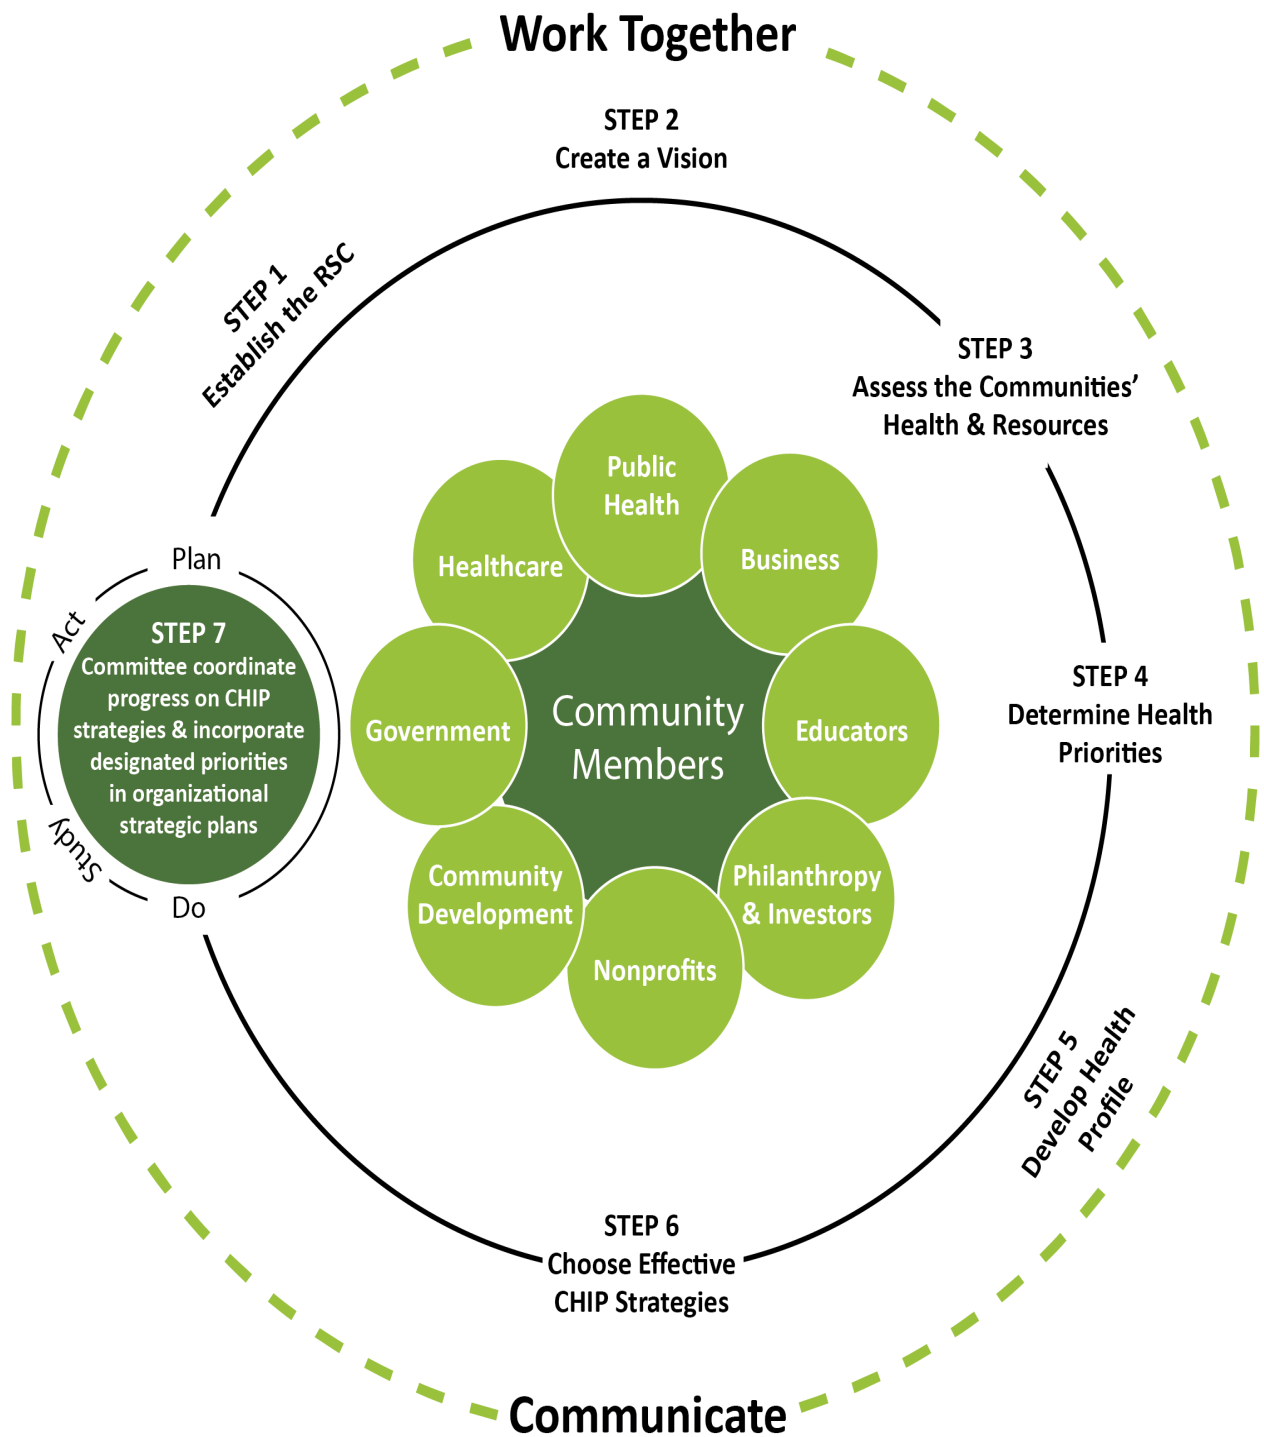 Work Together
STEP 1
Establish the RSC
STEP 2
Create a Vision
STEP 3
Assess the Communities’
Health & Resources
STEP 4
Determine Health
Priorities
STEP 5
Develop Health
Profile
STEP 6
Choose Effective
CHIP Strategies
Plan
Act
Study
Do
STEP 7
Committee coordinate
progress on CHIP
strategies & incorporate
designated priorities
in organizational
strategic plans
Public
Health
Business
Educators
Philanthropy
& Investors
Nonprofits
Community
Development
Government
Healthcare
Community
Members
Communicate